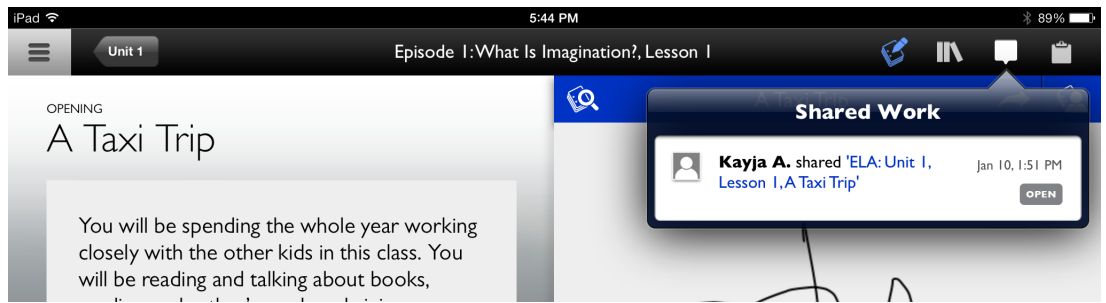 iPad
5:44 PM
89%
Unit 1
Episode 1: What Is Imagination?, Lesson 1
OPENING
A Taxi Trip
You will be spending the whole year working
closely with the other kids in this class. You
will be reading and talking about books,
A Taxi Trip
Shared Work
Kayja A. shared 'ELA: Unit 1,
Lesson 1, A Taxi Trip'
Jan 10, 1:51 PM
OPEN